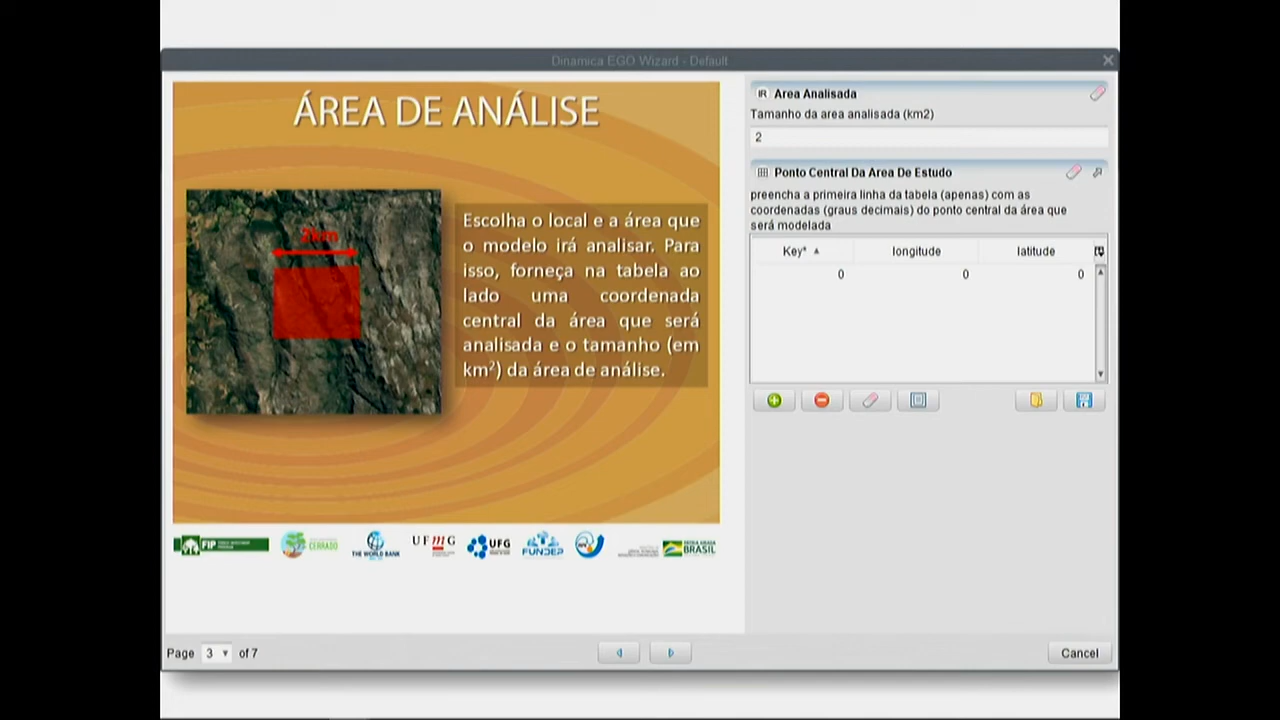 Dinamica EGO Wizard - Default
ÁREA DE ANÁLISE
2km
Escolha o local e a área que
o modelo irá analisar. Para
isso, forneça na tabela ao
lado uma coordenada
central da área que será
analisada e o tamanho (em
km²) da área de análise.
FIP
CERRADO
THE WORLD BANK
UFmG
UFG
FUNDEP
BRASIL
IR Area Analisada
Tamanho da area analisada (km2)
2
Ponto Central Da Area De Estudo
preencha a primeira linha da tabela (apenas) com as
coordenadas (graus decimais) do ponto central da área que
será modelada
Key* longitude latitude
0 0 0
Page 3 of 7
Cancel